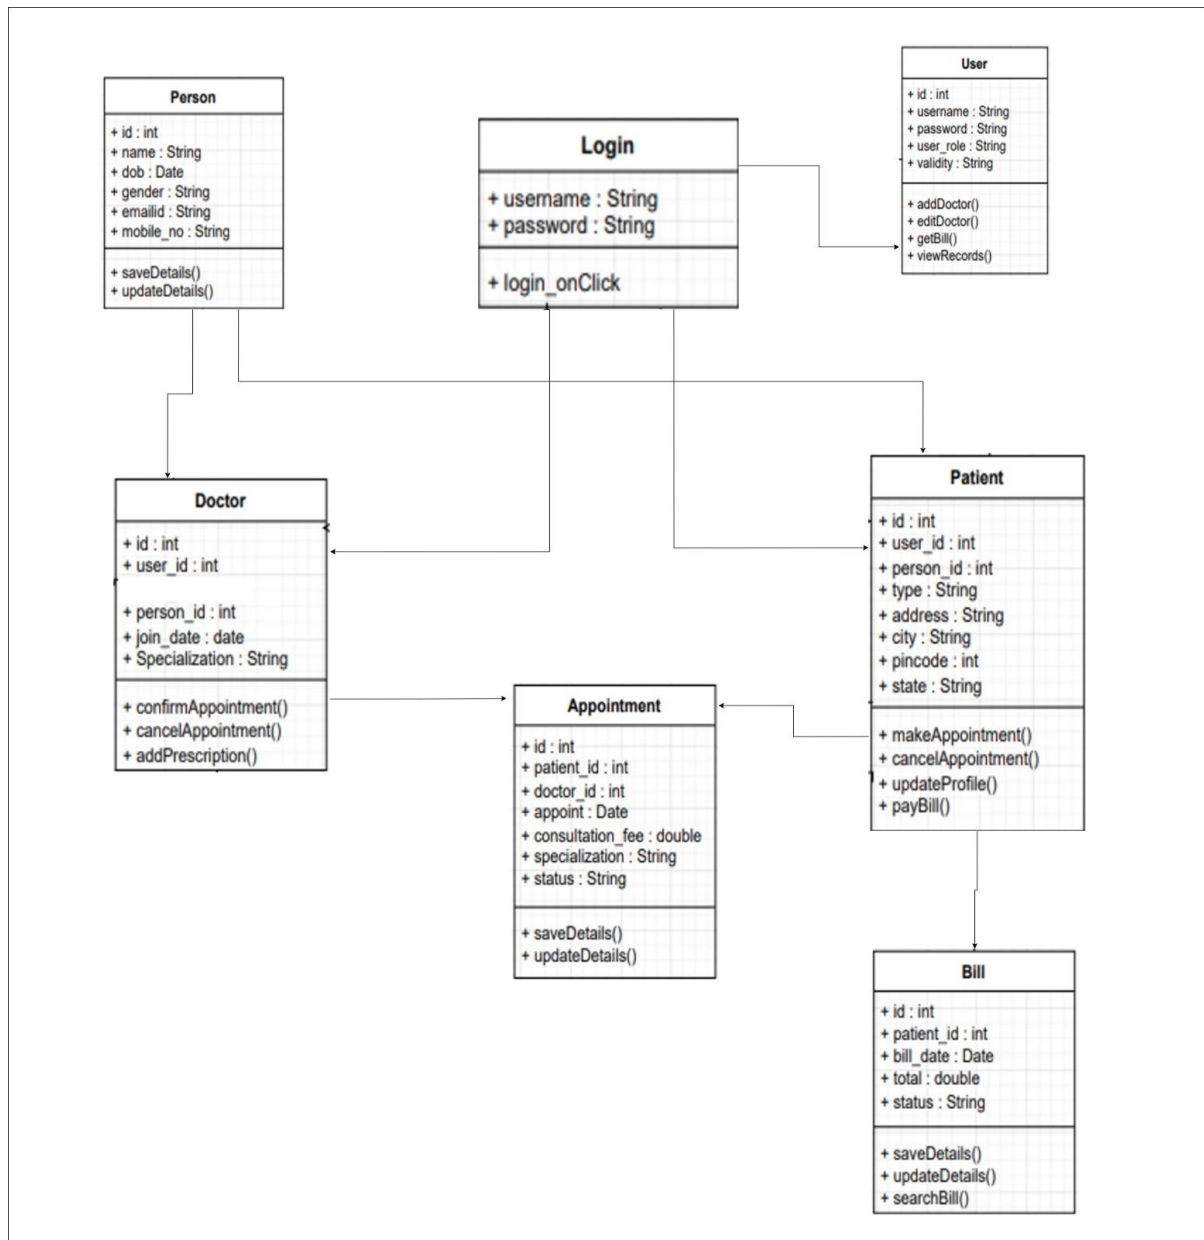 Person
+ id : int
+ name : String
+ dob : Date
+ gender : String
+ emailid : String
+ mobile_no : String
+ saveDetails()
+ updateDetails()
Login
+ username : String
+ password : String
+ login_onClick
User
+ id : int
+ username : String
+ password : String
+ user_role : String
+ validity : String
+ addDoctor()
+ editDoctor()
+ getBill()
+ viewRecords()
Doctor
+ id : int
+ user_id : int
+ person_id : int
+ join_date : date
+ Specialization : String
+ confirmAppointment()
+ cancelAppointment()
+ addPrescription()
Appointment
+ id : int
+ patient_id : int
+ doctor_id : int
+ appoint : Date
+ consultation_fee : double
+ specialization : String
+ status : String
+ saveDetails()
+ updateDetails()
Patient
+ id : int
+ user_id : int
+ person_id : int
+ type : String
+ address : String
+ city : String
+ pincode : int
+ state : String
+ makeAppointment()
+ cancelAppointment()
+ updateProfile()
+ payBill()
Bill
+ id : int
+ patient_id : int
+ bill_date : Date
+ total : double
+ status : String
+ saveDetails()
+ updateDetails()
+ searchBill()